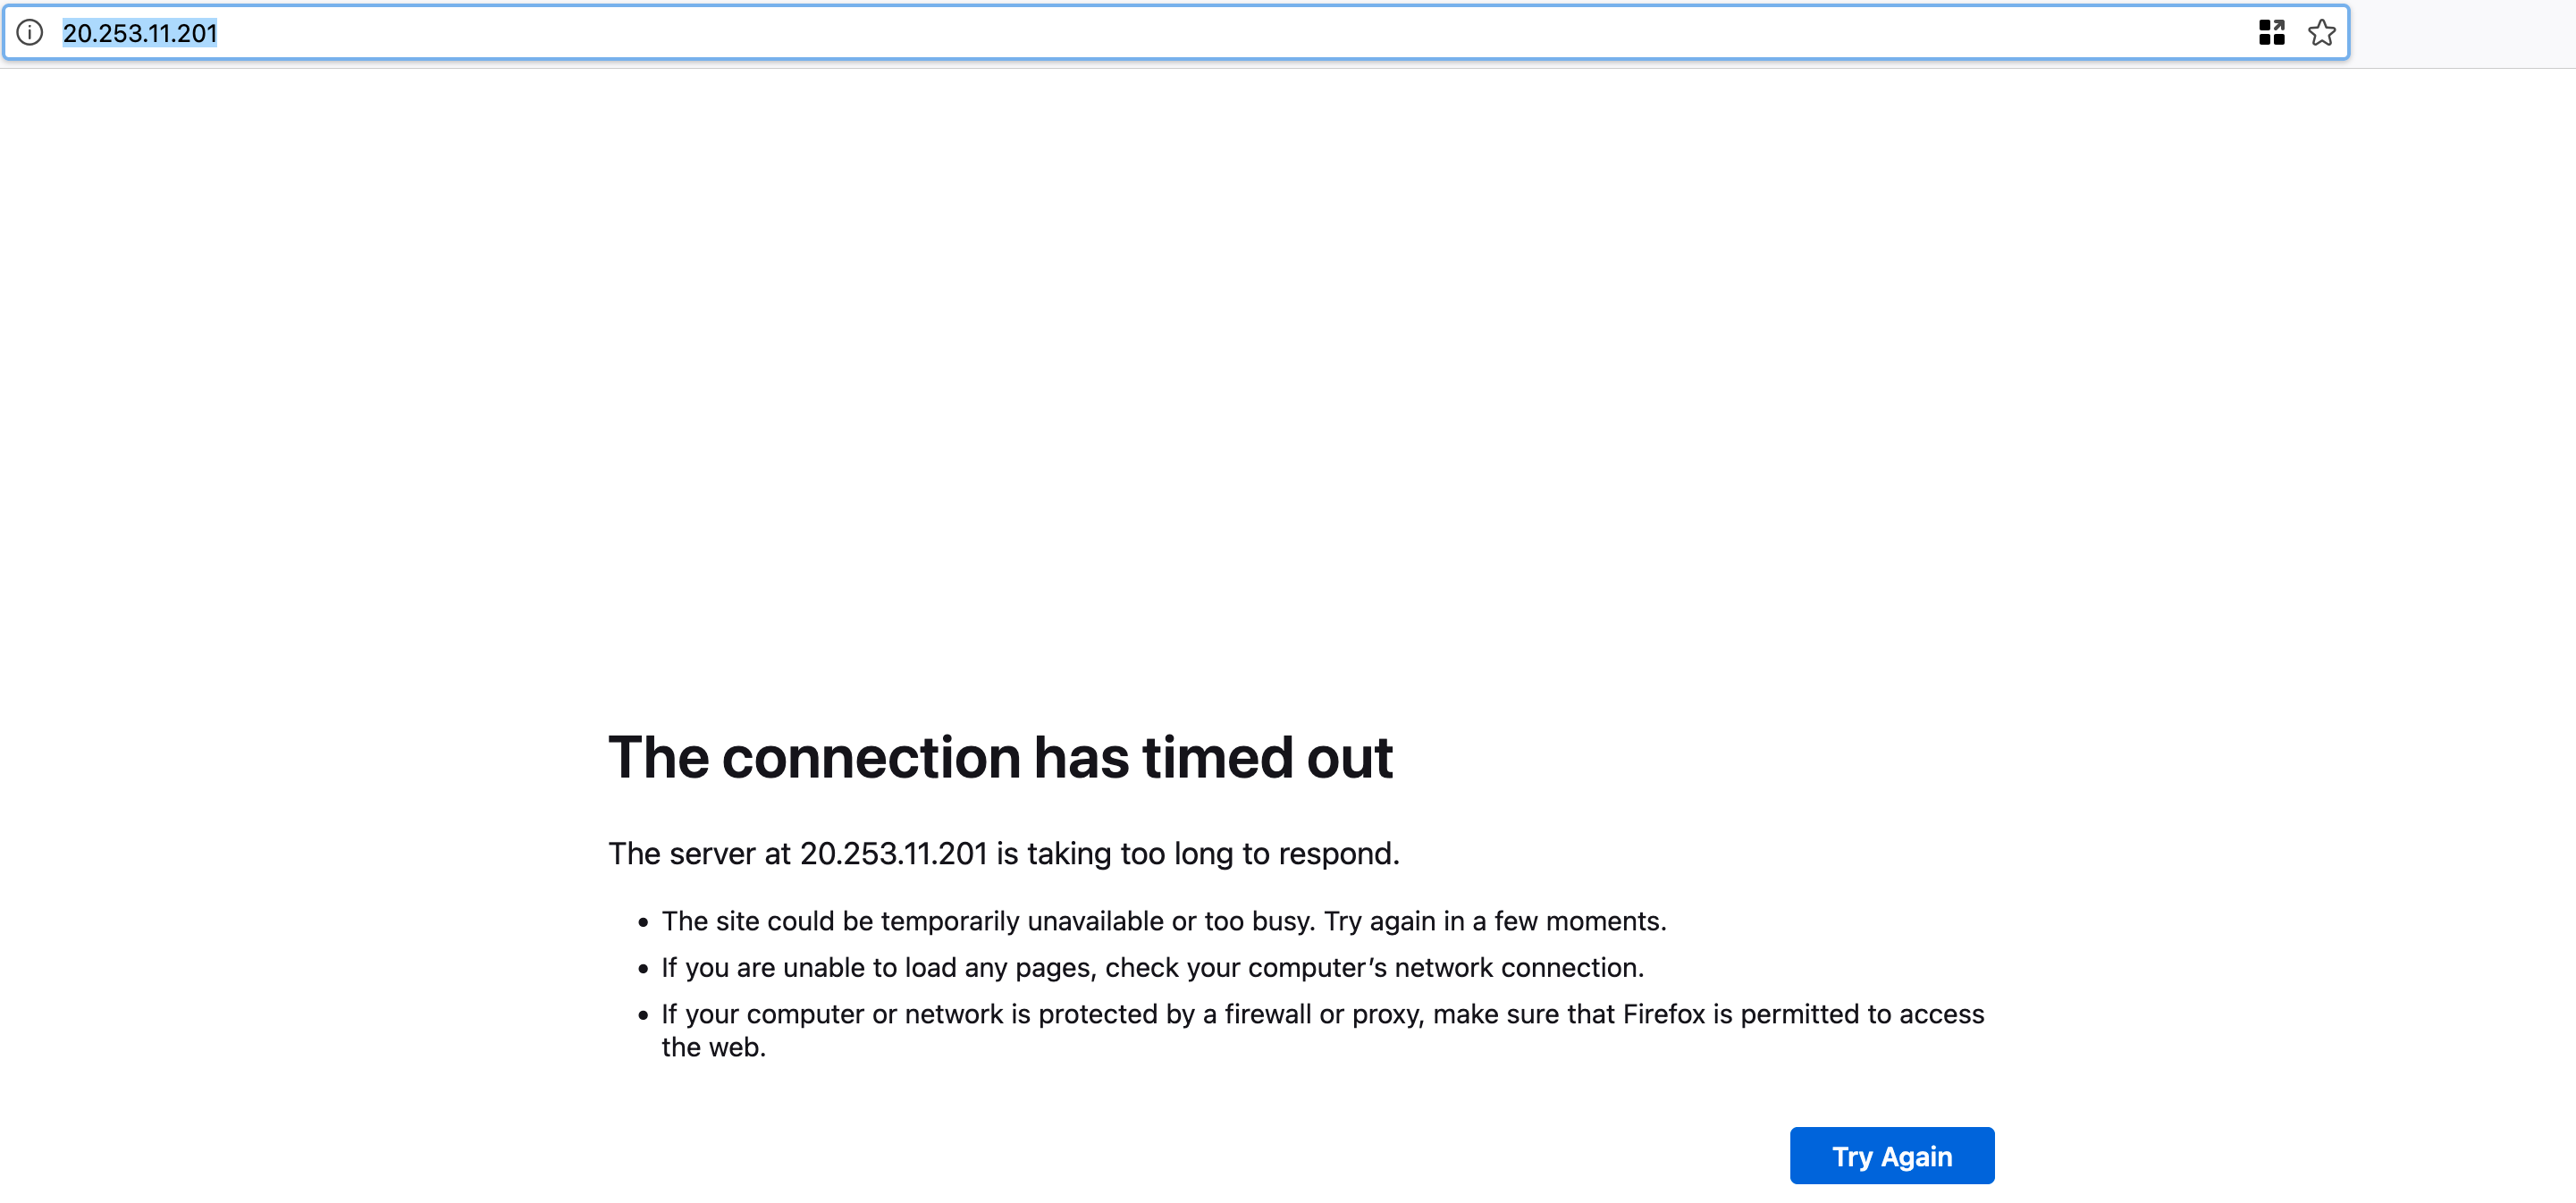 20.253.11.201
The connection has timed out
The server at 20.253.11.201 is taking too long to respond.
• The site could be temporarily unavailable or too busy. Try again in a few moments.
• If you are unable to load any pages, check your computer’s network connection.
• If your computer or network is protected by a firewall or proxy, make sure that Firefox is permitted to access
the web.
Try Again